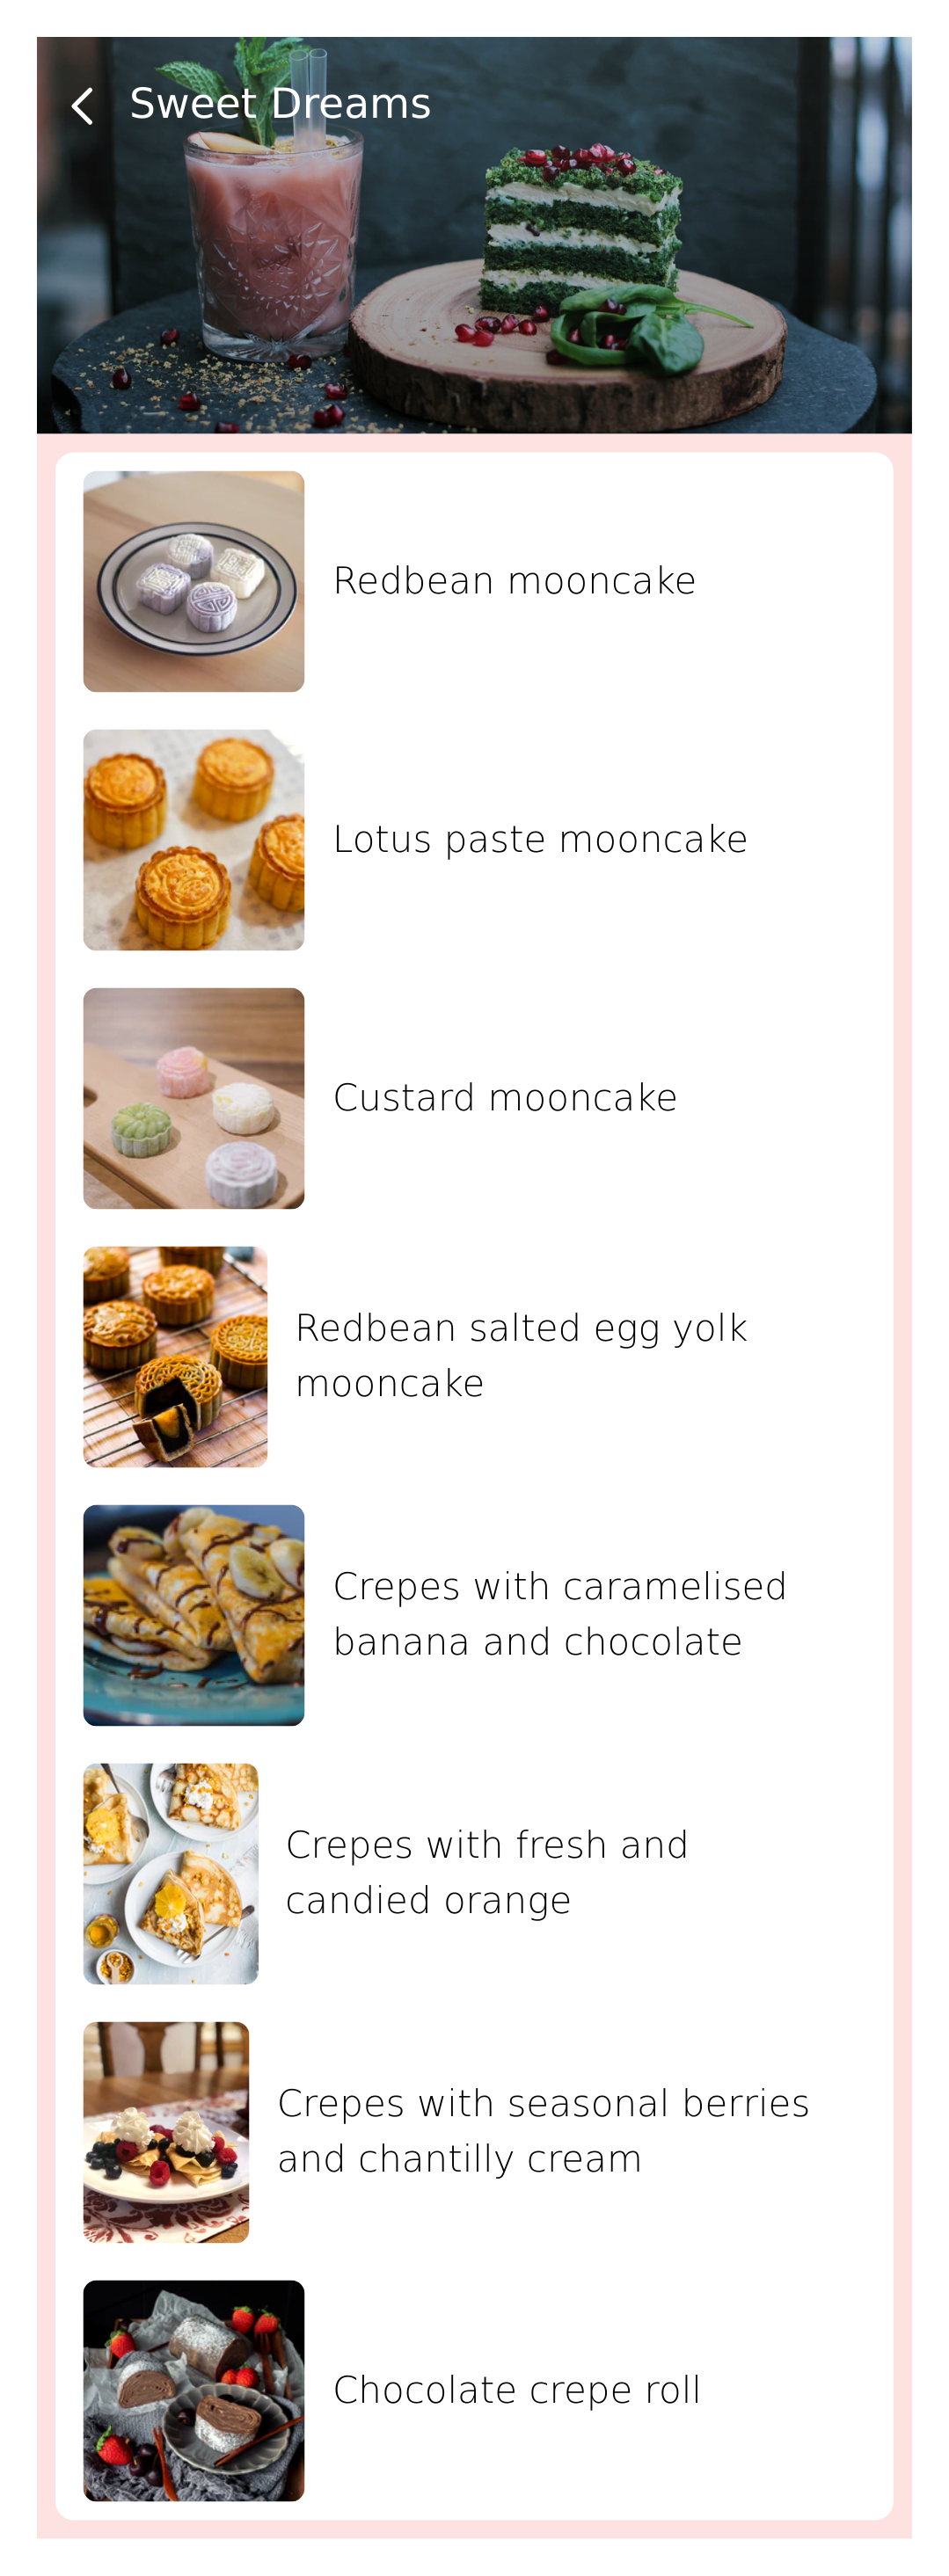 Sweet Dreams
Redbean mooncake
Lotus paste mooncake
Custard mooncake
Redbean salted egg yolk
mooncake
Crepes with caramelised
banana and chocolate
Crepes with fresh and
candied orange
Crepes with seasonal berries
and chantilly cream
Chocolate crepe roll